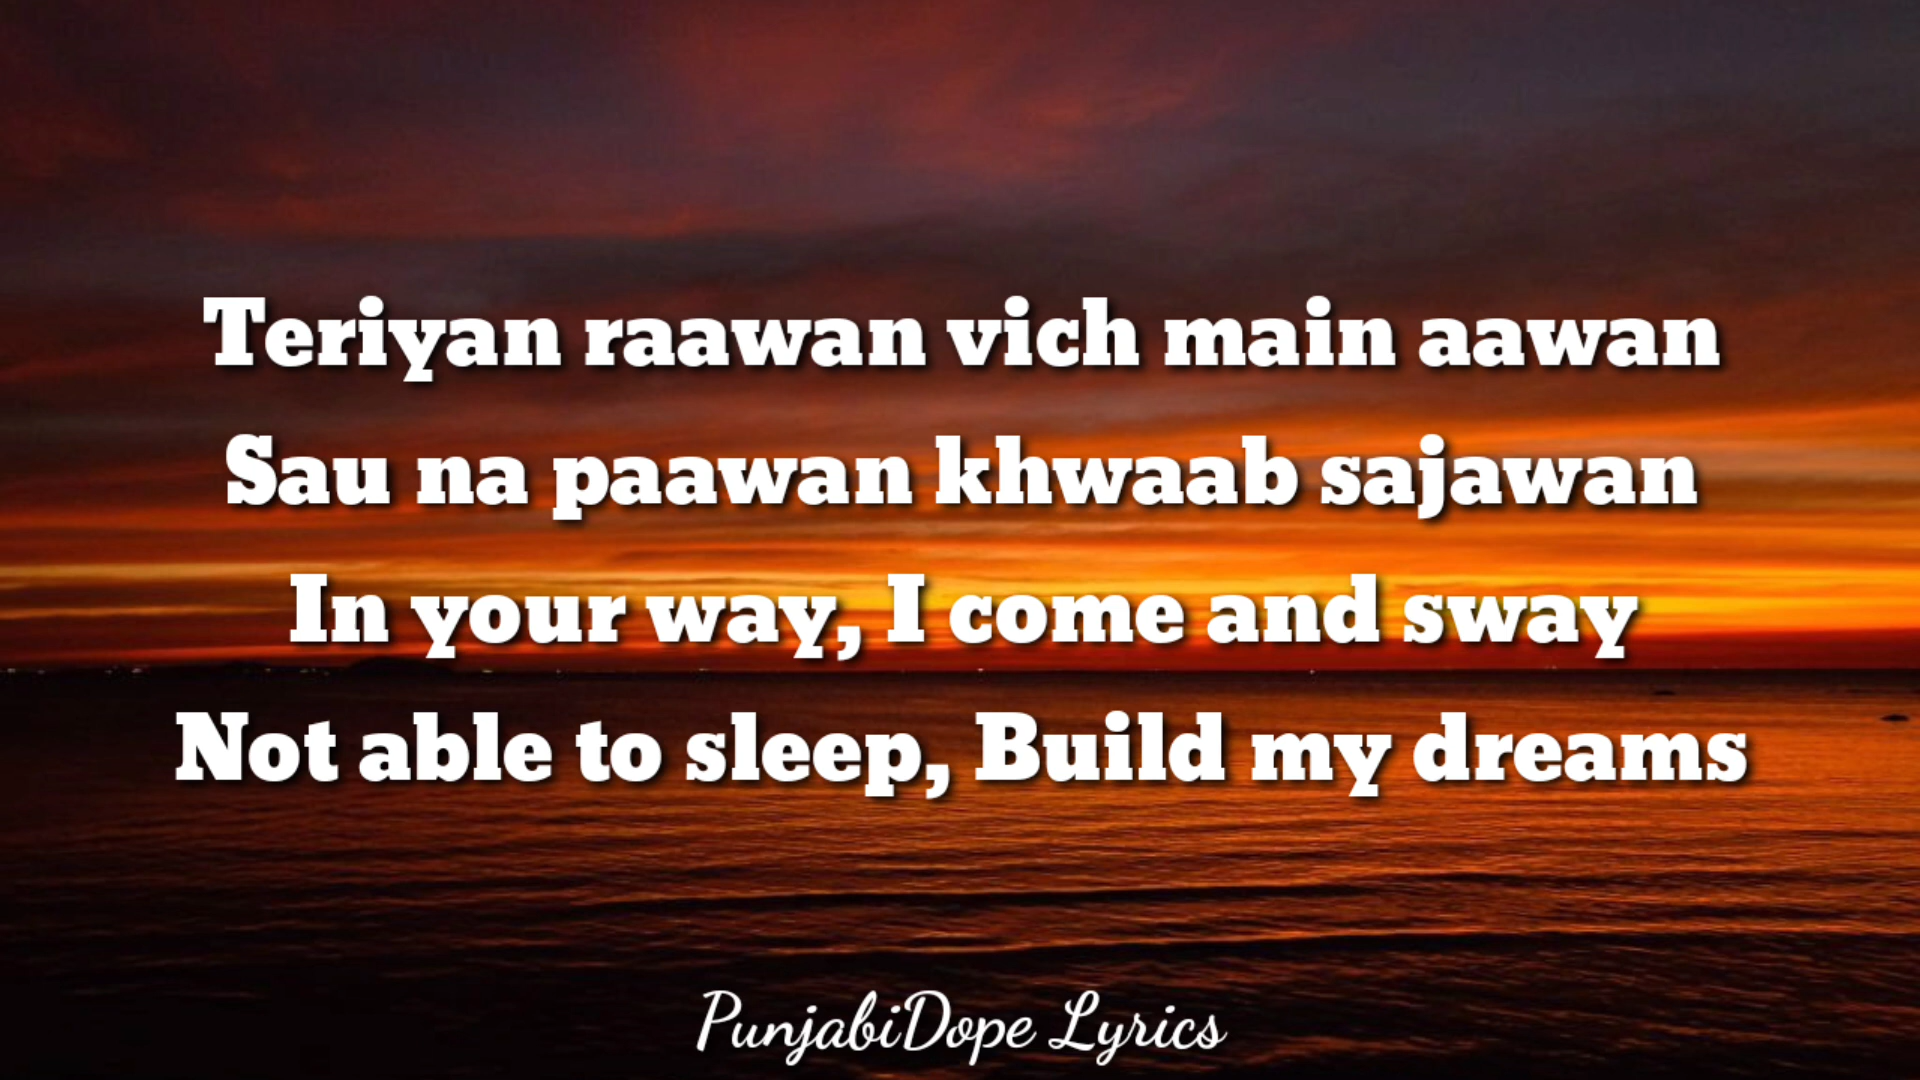 Teriyan raawan vich main aawan
Sau na paawan khwaab sajawan
In your way, I come and sway
Not able to sleep, Build my dreams
PunjabiDope Lyrics